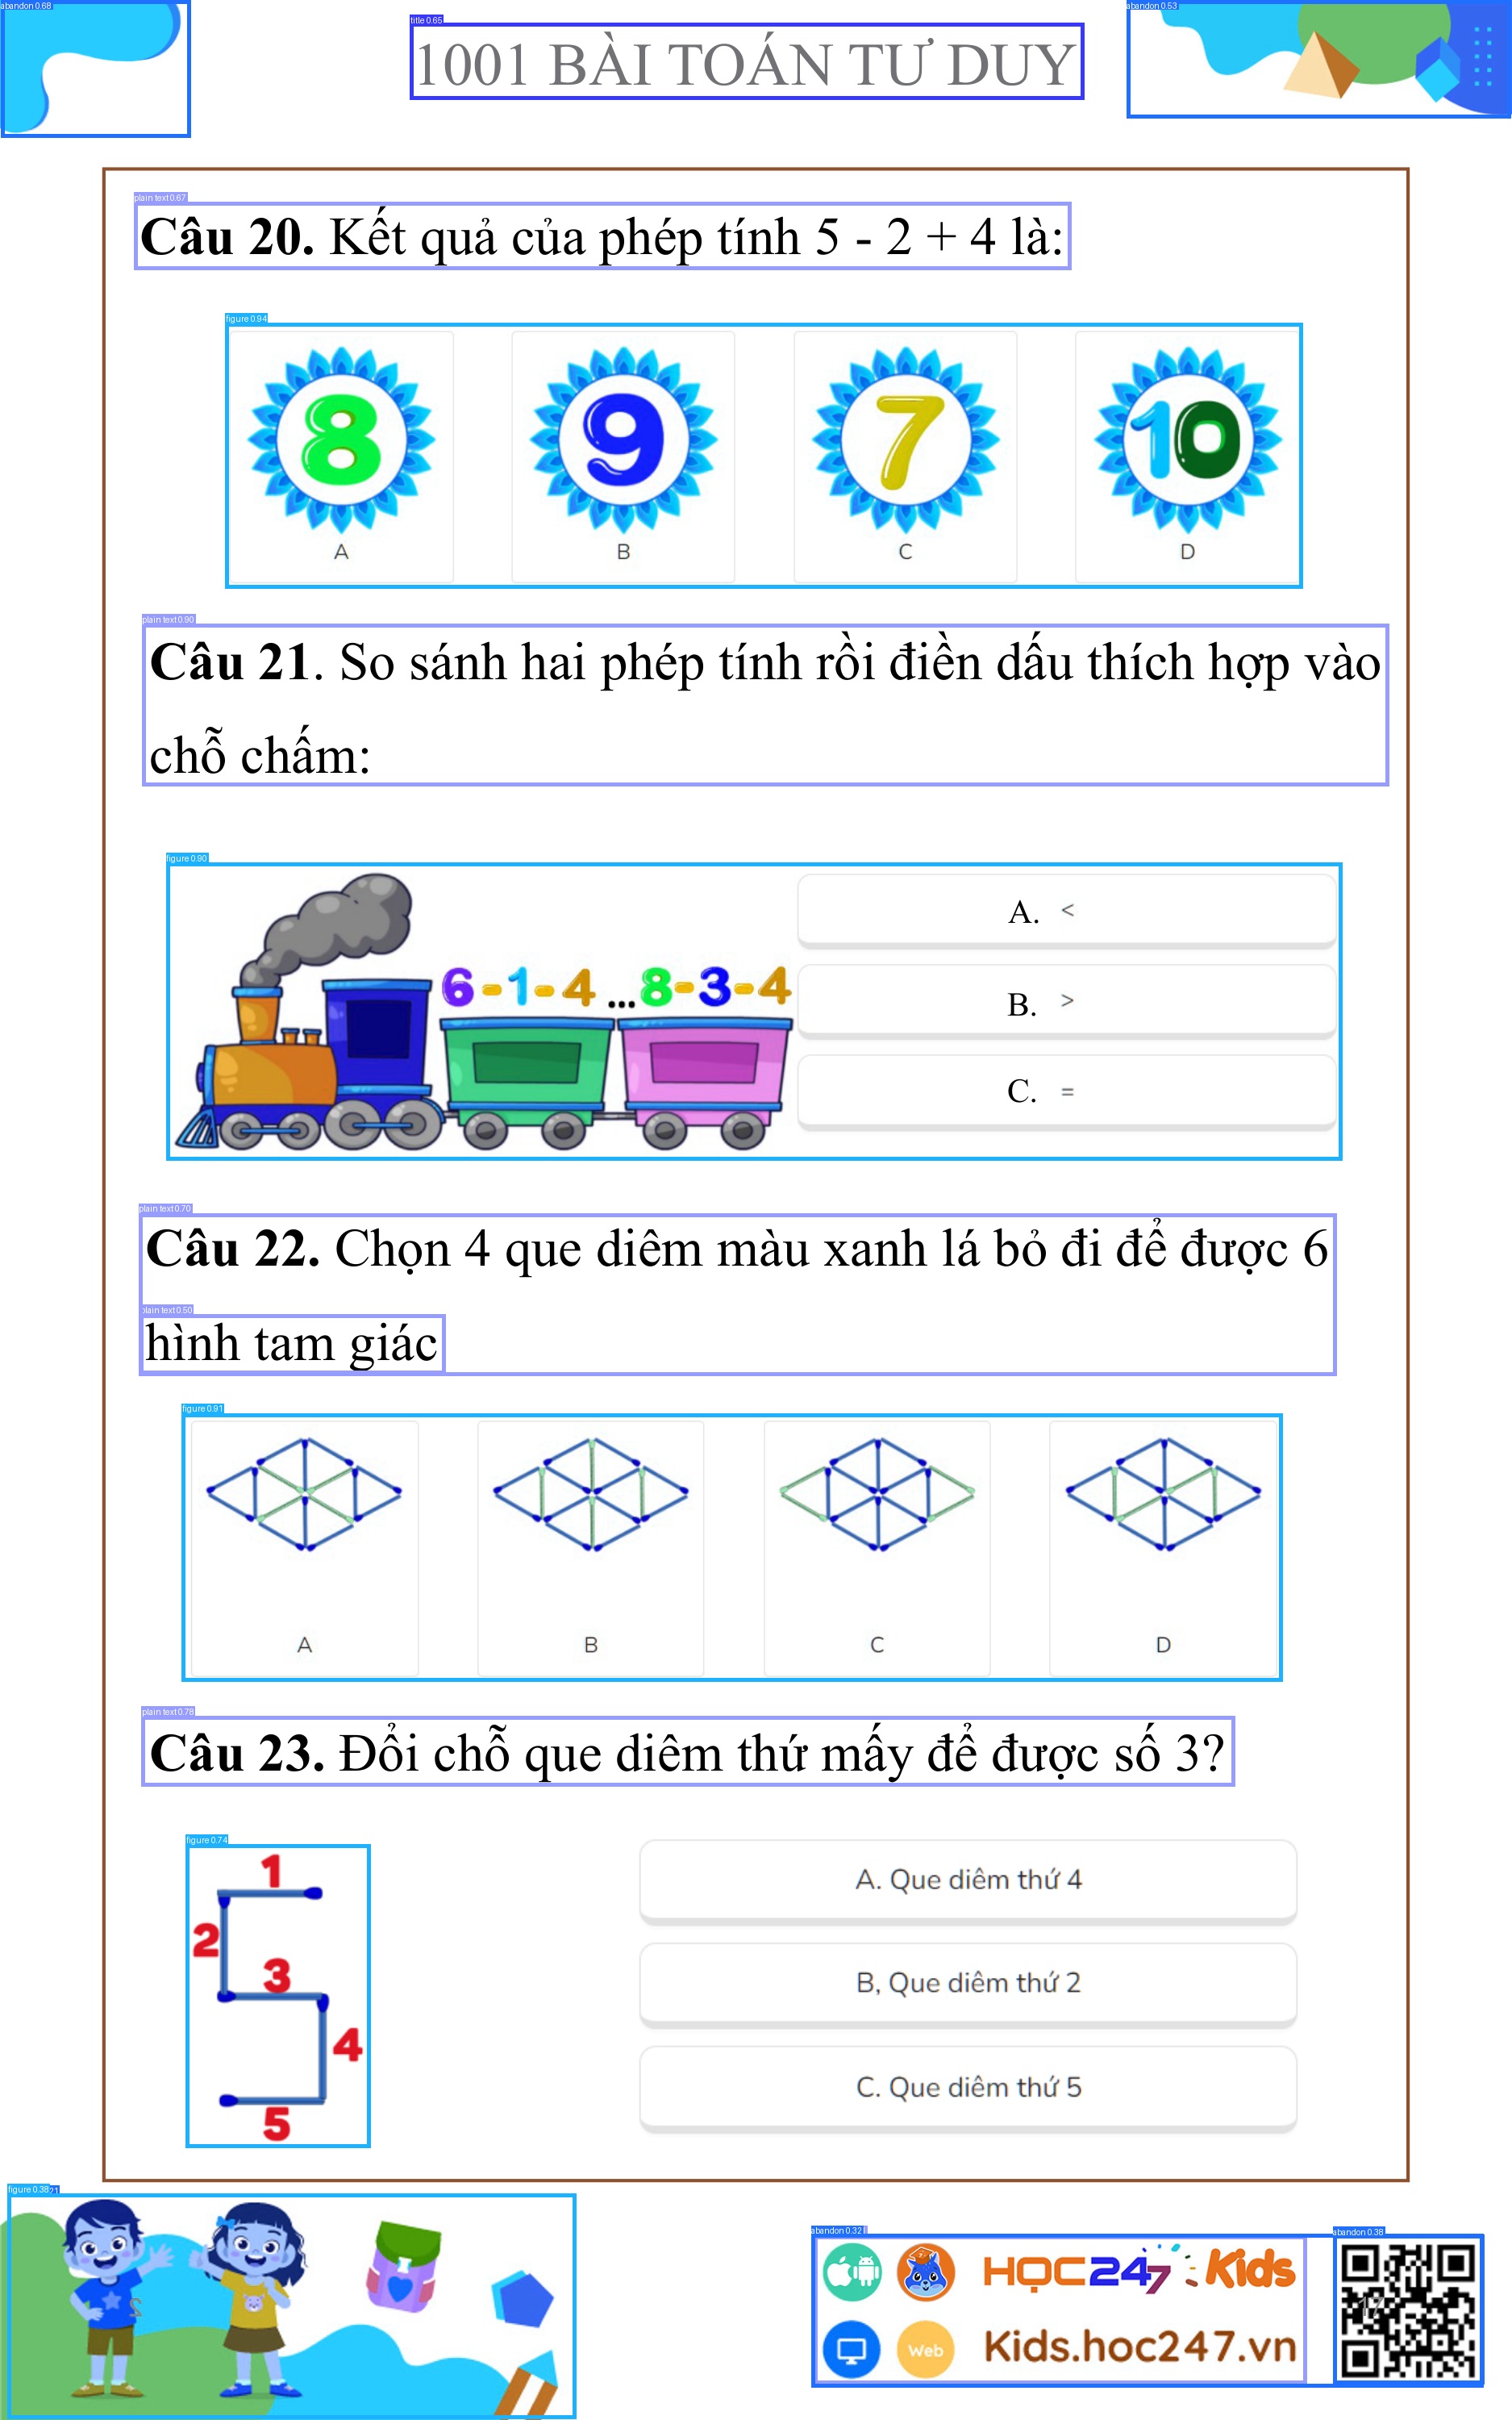 abandon 0.68
title 0.65
abandon 0.53
1001 BÀI TOÁN TƯ DUY
plain text 0.67
Câu 20. Kết quả của phép tính 5 - 2 + 4 là:
figure 0.94
8 9 7 10
A B C D
plain text 0.90
Câu 21. So sánh hai phép tính rồi điền dấu thích hợp vào
chỗ chấm:
figure 0.90
6-1-4 ...8-3-4
A. <
B. >
C. =
plain text 0.70
Câu 22. Chọn 4 que diêm màu xanh lá bỏ đi để được 6
plain text 0.50
hình tam giác
figure 0.91
A B C D
plain text 0.78
Câu 23. Đổi chỗ que diêm thứ mấy để được số 3?
figure 0.74
1
2
3
4
5
A. Que diêm thứ 4
B, Que diêm thứ 2
C. Que diêm thứ 5
figure 0.38
abandon 0.32
abandon 0.38
HỌC247 Kids
Web
Kids.hoc247.vn
17